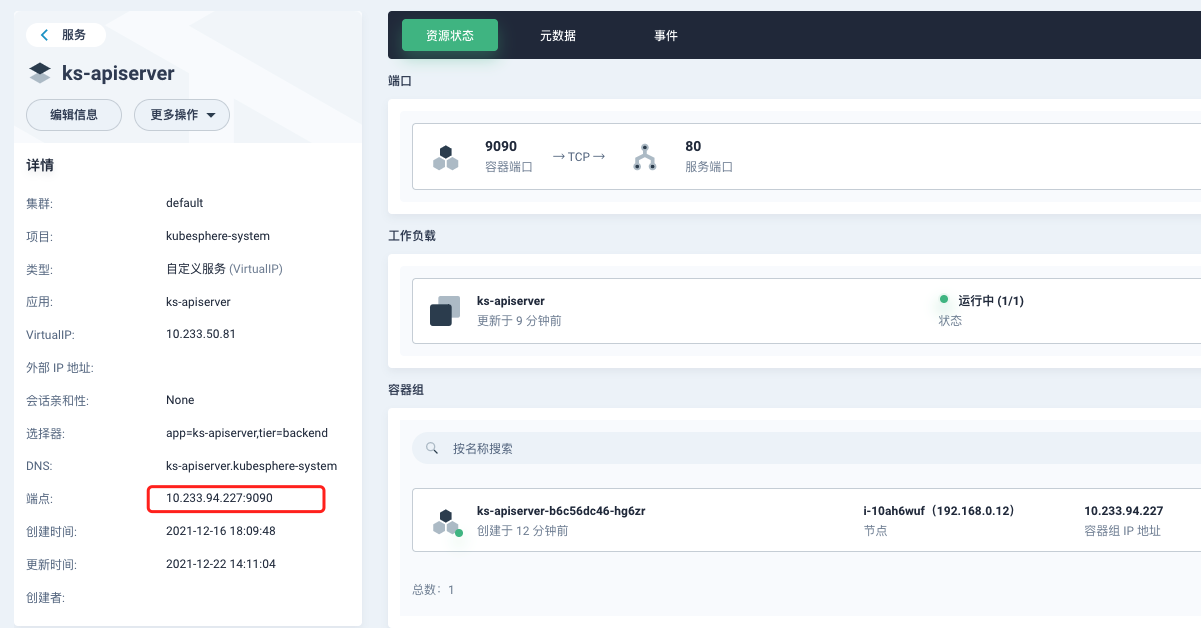 服务
ks-apiserver
编辑信息
更多操作
详情
集群: default
项目: kubesphere-system
类型: 自定义服务 (VirtualIP)
应用: ks-apiserver
VirtualIP: 10.233.50.81
外部 IP 地址:
会话亲和性: None
选择器: app=ks-apiserver,tier=backend
DNS: ks-apiserver.kubesphere-system
端点: 10.233.94.227:9090
创建时间: 2021-12-16 18:09:48
更新时间: 2021-12-22 14:11:04
创建者:
资源状态
元数据
事件
端口
9090
容器端口
→TCP→
80
服务端口
工作负载
ks-apiserver
更新于 9 分钟前
运行中 (1/1)
状态
容器组
按名称搜索
ks-apiserver-b6c56dc46-hg6zr
创建于 12 分钟前
i-10ah6wuf（192.168.0.12）
节点
10.233.94.227
容器组 IP 地址
总数：1